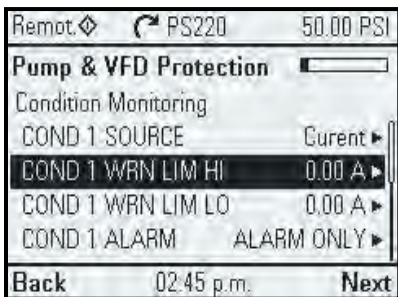 Remot. PS220 50.00 PSI
Pump & VFD Protection
Condition Monitoring
COND 1 SOURCE Curent
COND 1 WRN LIM HI 0.00 A
COND 1 WRN LIM LO 0.00 A
COND 1 ALARM ALARM ONLY
Back 02:45 p.m. Next